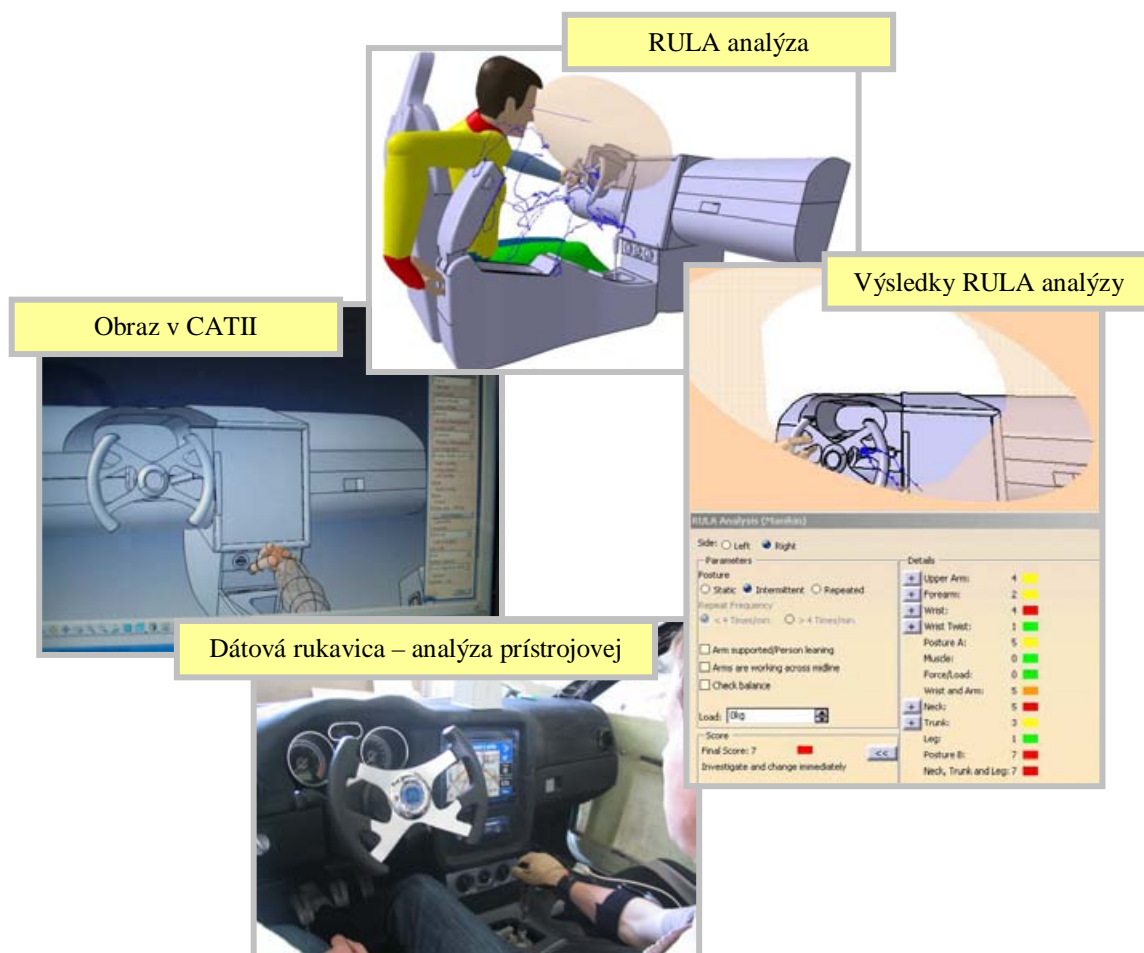 RULA analýza
Výsledky RULA analýzy
Obraz v CATII
Dátová rukavica – analýza prístrojovej
RULA Analysis (Manikin)
Side: Left Right
Parameters
Posture
Static Intermittent Repeated
Repeat Frequency
< 4 Times/min. > 4 Times/min.
Arm supported/Person leaning
Arms are working across midline
Check balance
Load: 0kg
Score
Final Score: 7
<<
Investigate and change immediately
Details
+ Upper Arm: 4
+ Forearm: 2
+ Wrist: 4
+ Wrist Twist: 1
Posture A: 5
Muscle: 0
Force/Load: 0
Wrist and Arm: 5
+ Neck: 5
+ Trunk: 3
Leg: 1
Posture B: 7
Neck, Trunk and Leg: 7